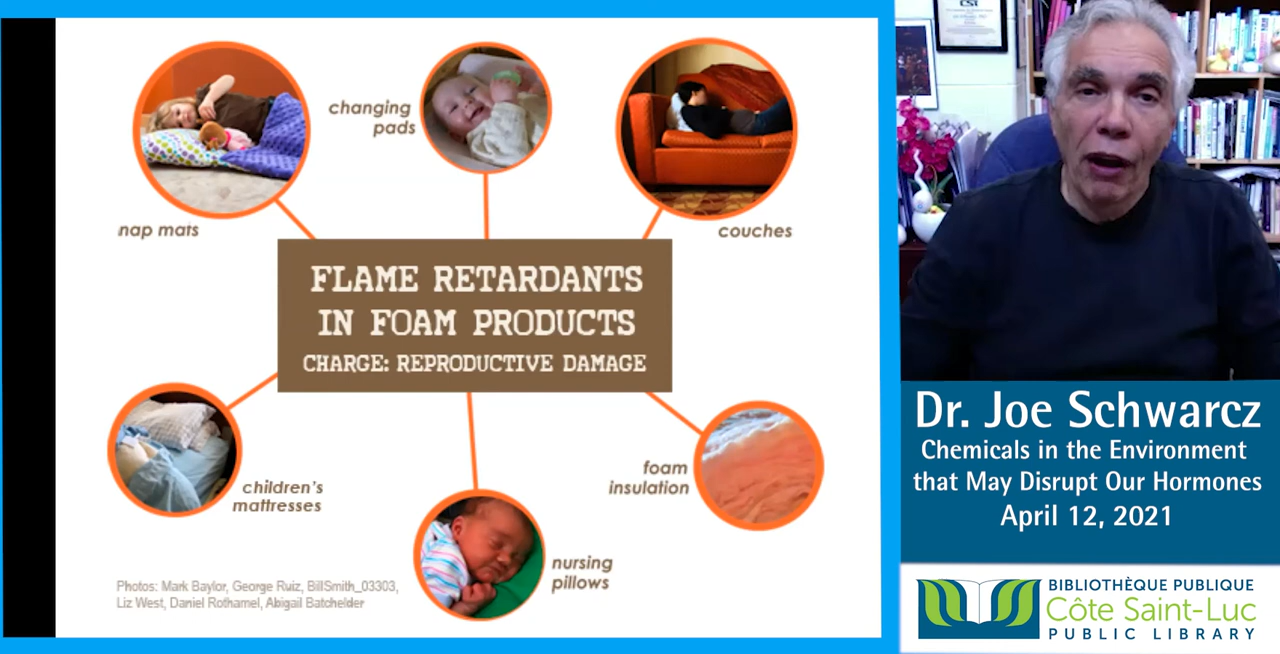 changing
pads
nap mats
couches
FLAME RETARDANTS
IN FOAM PRODUCTS
CHARGE: REPRODUCTIVE DAMAGE
children's
mattresses
foam
insulation
nursing
pillows
Photos: Mark Baylor, George Ruiz, BillSmith_03303,
Liz West, Daniel Rothamel, Abigail Batchelder
CSI
Dr. Joe Schwarcz
Chemicals in the Environment
that May Disrupt Our Hormones
April 12, 2021
BIBLIOTHÈQUE PUBLIQUE
Côte Saint-Luc
PUBLIC LIBRARY